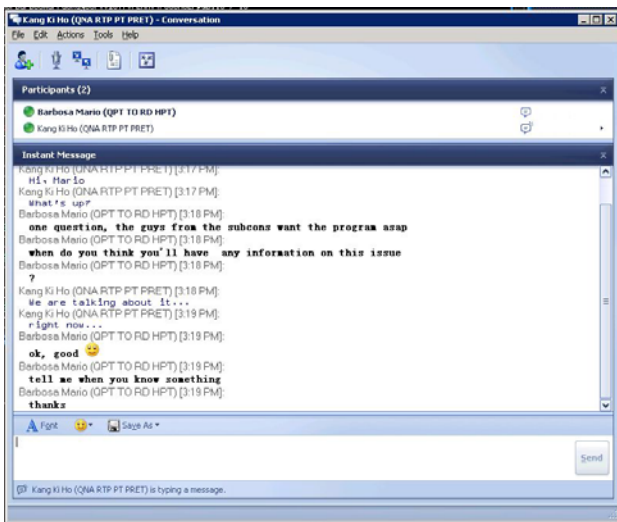 Kang Ki Ho (QNA RTP PT PRET) - Conversation
File Edit Actions Tools Help
Participants (2)
Barbosa Mario (QPT TO RD HPT)
Kang Ki Ho (QNA RTP PT PRET)
Instant Message
Kang Ki Ho (QNA RTP PT PRET) [3:17 PM]:
Hi, Mario
Kang Ki Ho (QNA RTP PT PRET) [3:17 PM]:
What's up?
Barbosa Mario (QPT TO RD HPT) [3:18 PM]:
one question, the guys from the subcons want the program asap
Barbosa Mario (QPT TO RD HPT) [3:18 PM]:
when do you think you'll have any information on this issue
Barbosa Mario (QPT TO RD HPT) [3:18 PM]:
?
Kang Ki Ho (QNA RTP PT PRET) [3:18 PM]:
We are talking about it...
Kang Ki Ho (QNA RTP PT PRET) [3:19 PM]:
right now...
Barbosa Mario (QPT TO RD HPT) [3:19 PM]:
ok, good
Barbosa Mario (QPT TO RD HPT) [3:19 PM]:
tell me when you know something
Barbosa Mario (QPT TO RD HPT) [3:19 PM]:
thanks
Font Save As
Send
Kang Ki Ho (QNA RTP PT PRET) is typing a message.